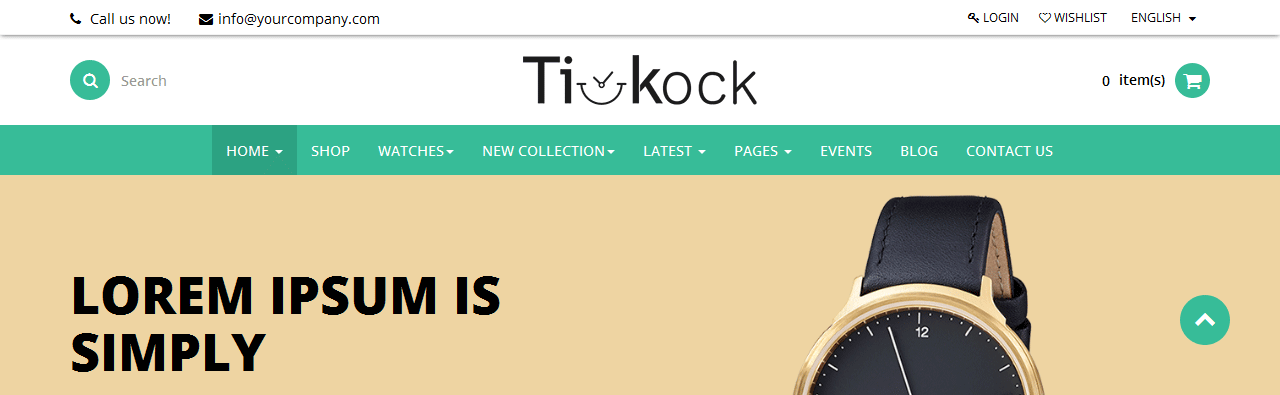 Call us now! info@yourcompany.com LOGIN WISHLIST ENGLISH
Search Tickock 0 item(s)
HOME SHOP WATCHES NEW COLLECTION LATEST PAGES EVENTS BLOG CONTACT US
LOREM IPSUM IS
SIMPLY
12